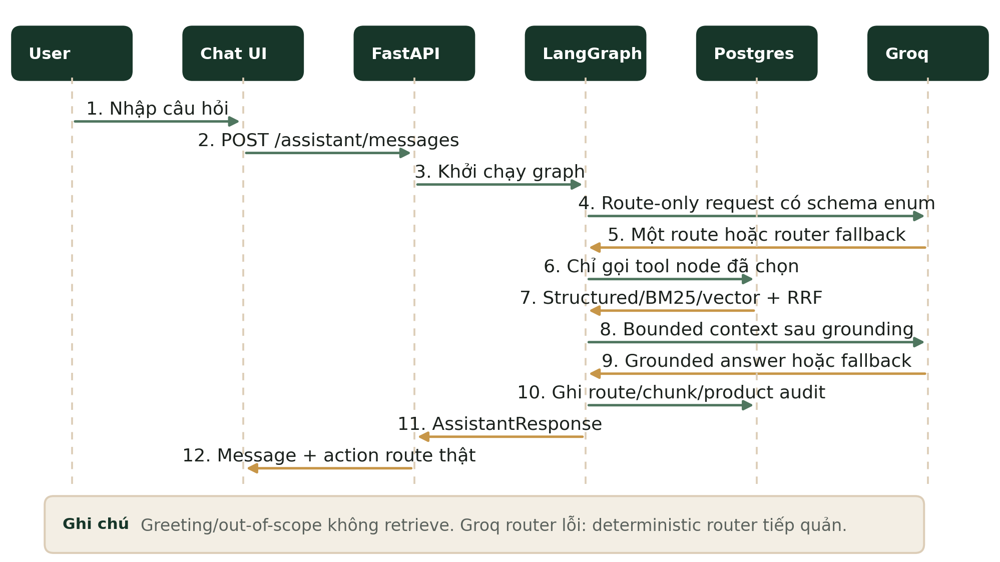 User
Chat UI
FastAPI
LangGraph
Postgres
Groq
1. Nhập câu hỏi
2. POST /assistant/messages
3. Khởi chạy graph
4. Route-only request có schema enum
5. Một route hoặc router fallback
6. Chỉ gọi tool node đã chọn
7. Structured/BM25/vector + RRF
8. Bounded context sau grounding
9. Grounded answer hoặc fallback
10. Ghi route/chunk/product audit
11. AssistantResponse
12. Message + action route thật
Ghi chú Greeting/out-of-scope không retrieve. Groq router lỗi: deterministic router tiếp quản.